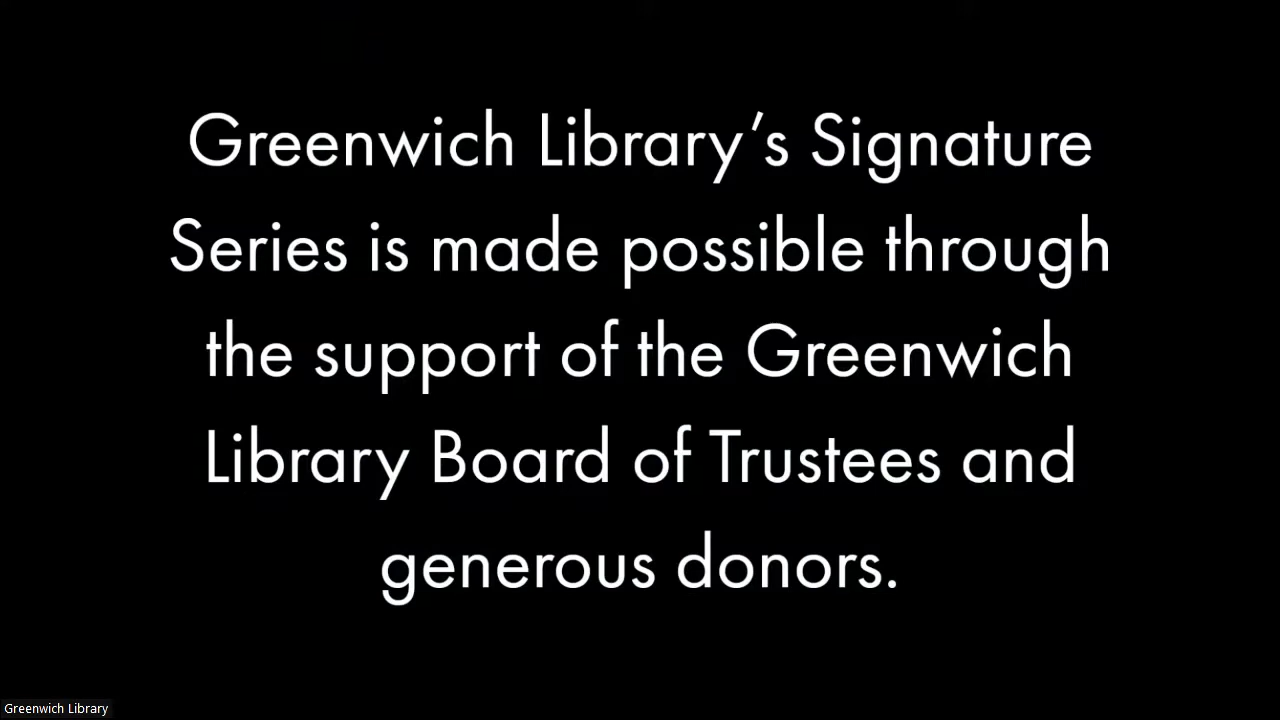 Greenwich Library’s Signature
Series is made possible through
the support of the Greenwich
Library Board of Trustees and
generous donors.
Greenwich Library